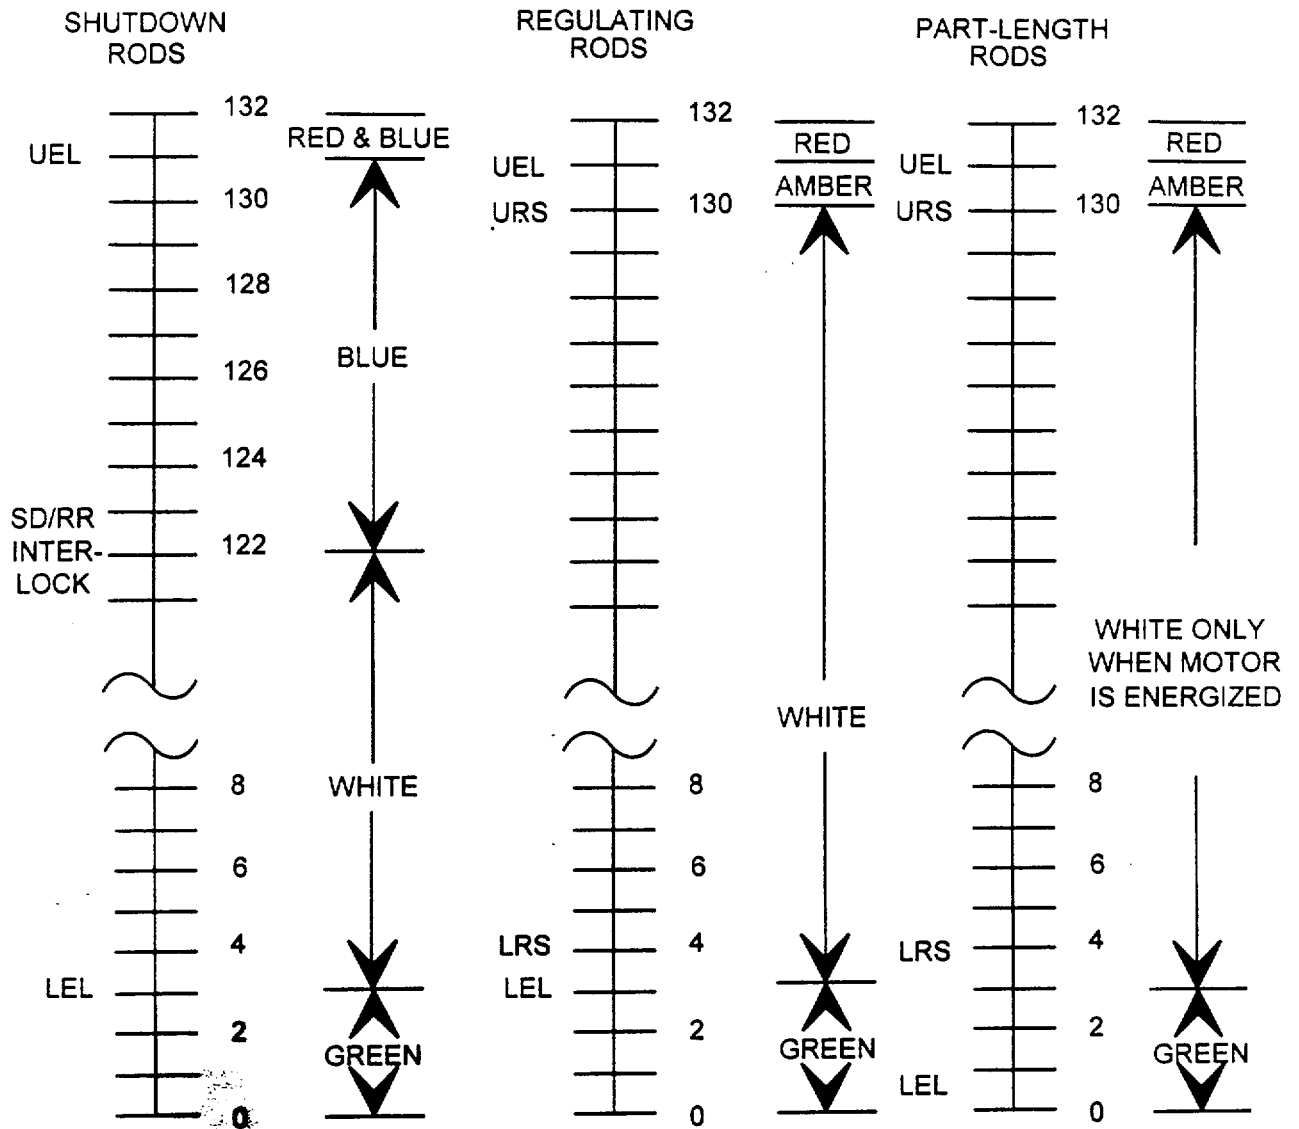 SHUTDOWN
RODS
132
RED & BLUE
UEL
130
128
BLUE
126
124
SD/RR
INTER-
LOCK
122
8
WHITE
6
4
LEL
2
GREEN
0
REGULATING
RODS
132
RED
UEL
AMBER
URS
130
WHITE
8
6
LRS
4
LEL
2
GREEN
0
PART-LENGTH
RODS
132
RED
UEL
AMBER
URS
130
WHITE ONLY
WHEN MOTOR
IS ENERGIZED
8
6
LRS
4
2
GREEN
LEL
0